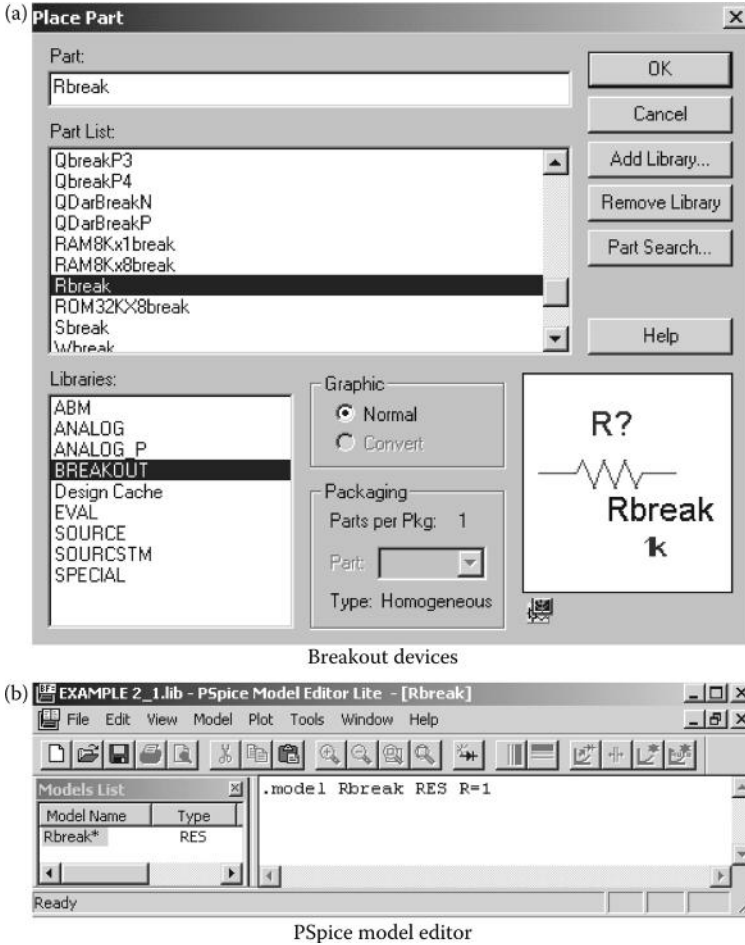 (a)
Place Part
Part:
Rbreak
OK
Cancel
Part List:
QbreakP3
QbreakP4
QDarBreakN
QDarBreakP
RAM8Kx1break
RAM8Kx8break
Rbreak
ROM32KX8break
Sbreak
Wbreak
Add Library...
Remove Library
Part Search...
Help
Libraries:
ABM
ANALOG
ANALOG_P
BREAKOUT
Design Cache
EVAL
SOURCE
SOURCSTM
SPECIAL
Graphic
Normal
Convert
Packaging
Parts per Pkg: 1
Part:
Type: Homogeneous
R?
Rbreak
1k
Breakout devices
(b)
EXAMPLE 2_1.lib - PSpice Model Editor Lite - [Rbreak]
File Edit View Model Plot Tools Window Help
Models List
Model Name Type
Rbreak* RES
.model Rbreak RES R=1
Ready
PSpice model editor